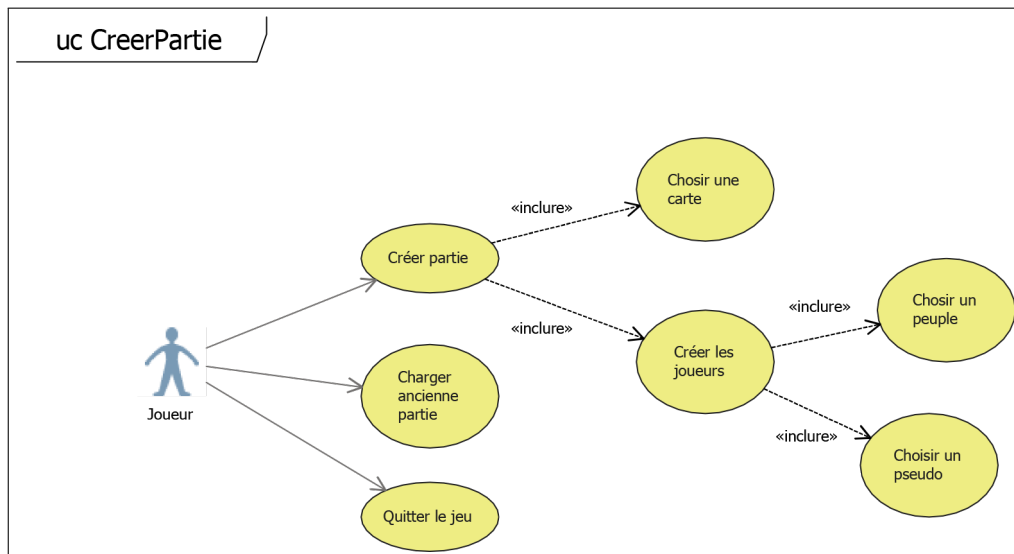 uc CreerPartie
Chosir une
carte
«inclure»
Créer partie
«inclure»
Chosir un
peuple
«inclure»
Créer les
joueurs
Charger
ancienne
partie
Joueur
«inclure»
Choisir un
pseudo
Quitter le jeu